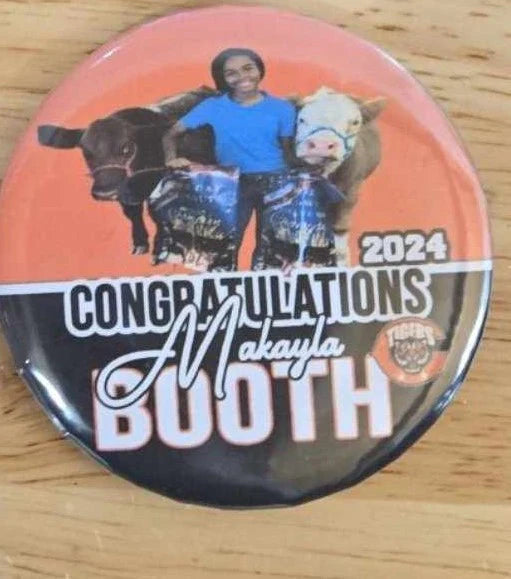 2024
CONGRATULATIONS
Makayla
BOOTH
TIGERS